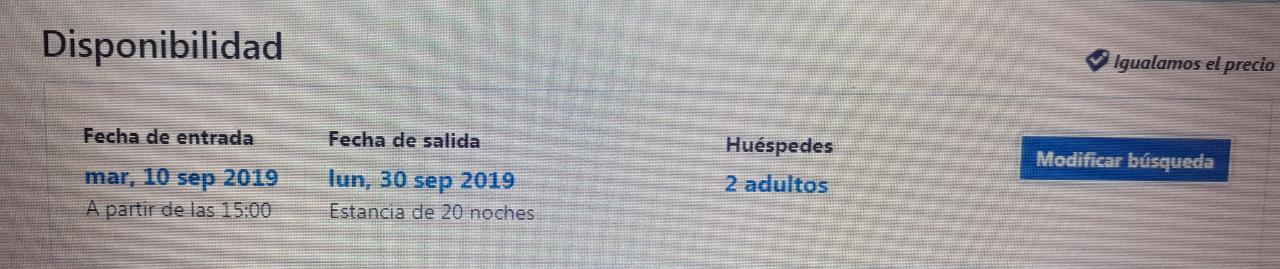 Disponibilidad
Igualamos el precio
Fecha de entrada
mar, 10 sep 2019
A partir de las 15:00
Fecha de salida
lun, 30 sep 2019
Estancia de 20 noches
Huéspedes
2 adultos
Modificar búsqueda